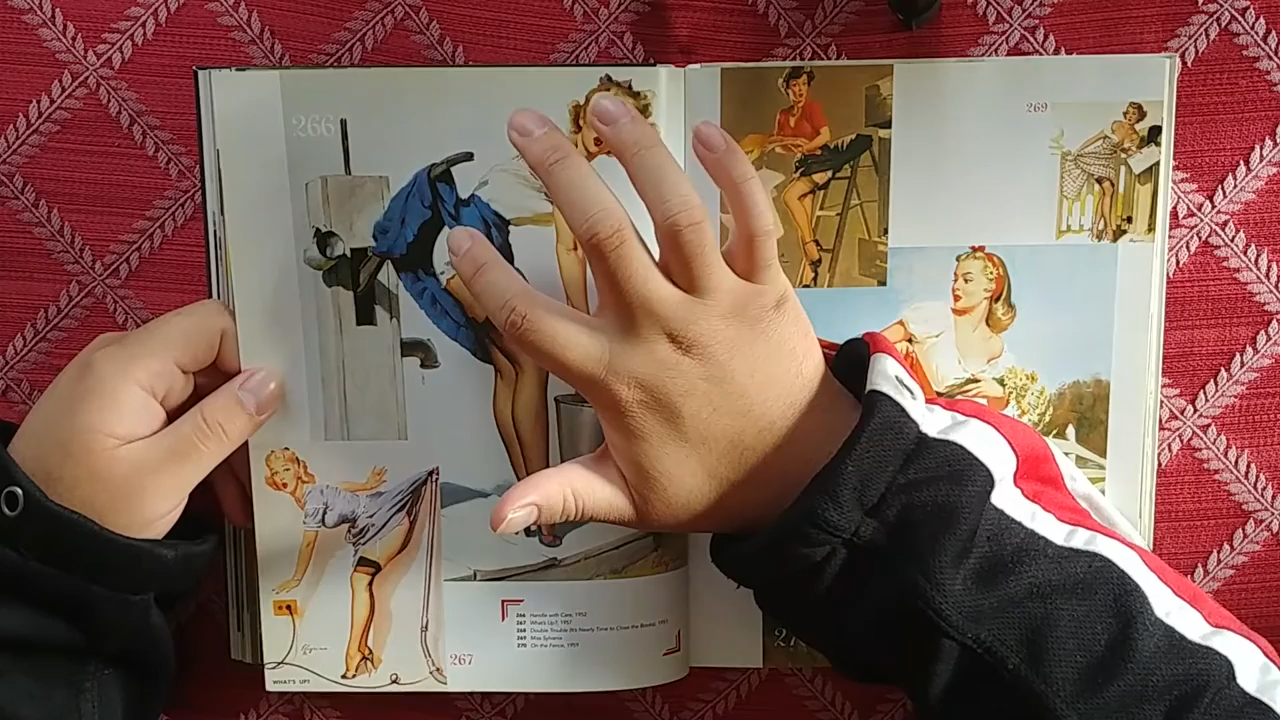 266
269
266 Handle with Care, 1952
267 What's Up?, 1957
268 Double Trouble (It's Nearly Time to Close the Books), 1957
269 Miss Sylvania
270 On the Fence, 1959
267
WHAT'S UP?